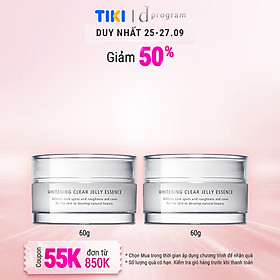 TIKI | d program
DUY NHẤT 25-27.09
Giảm 50%
WHITENING CLEAR JELLY ESSENCE
WHITENING CLEAR JELLY ESSENCE
60g
60g
Coupon 55K đơn từ 850K
* Chọn Mua trong thời gian áp dụng chương trình để nhận quà
* Số lượng quà có hạn. Kiểm tra giỏ hàng trước khi thanh toán